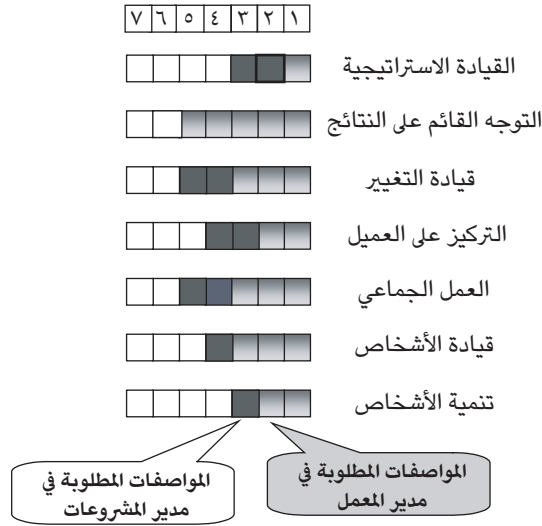 ١ ٢ ٣ ٤ ٥ ٦ ٧
القيادة الاستراتيجية
التوجه القائم على النتائج
قيادة التغيير
التركيز على العميل
العمل الجماعي
قيادة الأشخاص
تنمية الأشخاص
المواصفات المطلوبة في
مدير المعمل
المواصفات المطلوبة في
مدير المشروعات